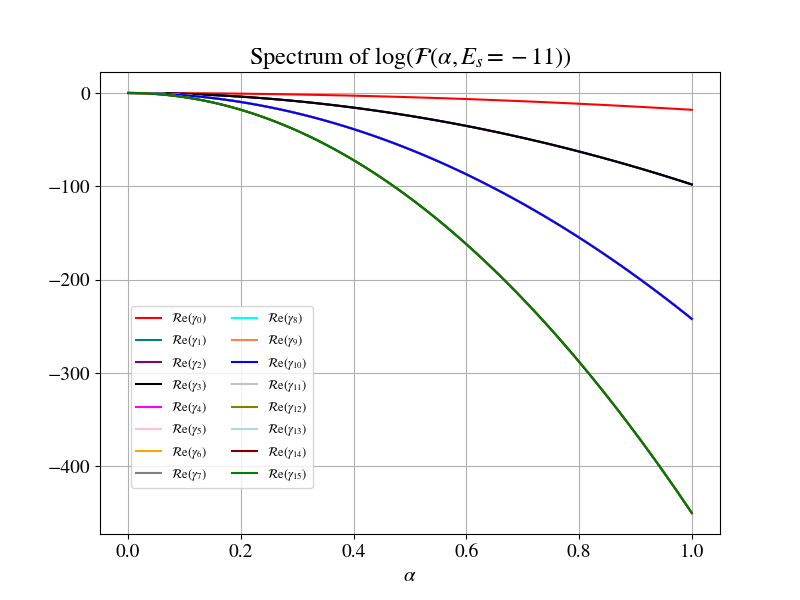 Spectrum of log(ℱ(α, Eₛ = −11))
0
−100
−200
−300
−400
ℛe(γ₀)
ℛe(γ₁)
ℛe(γ₂)
ℛe(γ₃)
ℛe(γ₄)
ℛe(γ₅)
ℛe(γ₆)
ℛe(γ₇)
ℛe(γ₈)
ℛe(γ₉)
ℛe(γ₁₀)
ℛe(γ₁₁)
ℛe(γ₁₂)
ℛe(γ₁₃)
ℛe(γ₁₄)
ℛe(γ₁₅)
0.0 0.2 0.4 0.6 0.8 1.0
α